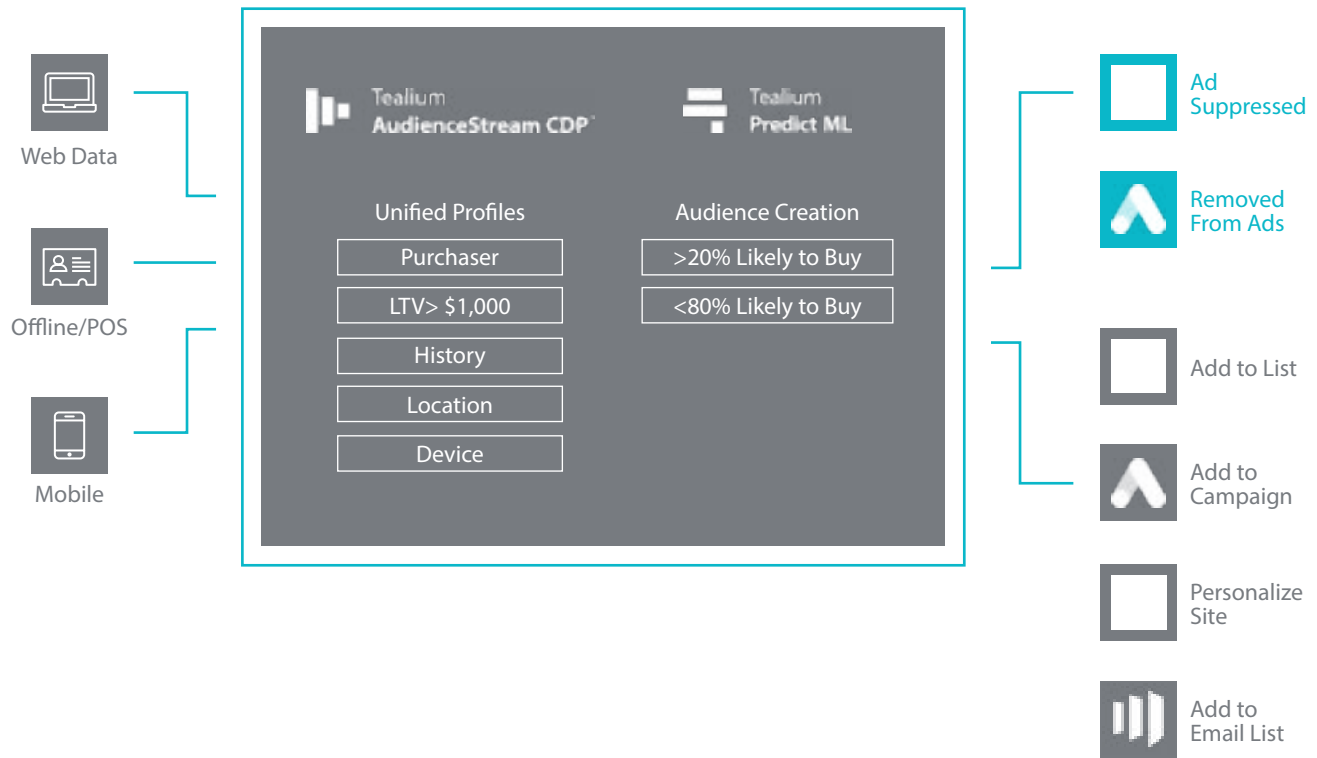 Web Data
Offline/POS
Mobile
Tealium
AudienceStream CDP™
Unified Profiles
Purchaser
LTV> $1,000
History
Location
Device
Tealium
Predict ML
Audience Creation
>20% Likely to Buy
<80% Likely to Buy
Ad
Suppressed
Removed
From Ads
Add to List
Add to
Campaign
Personalize
Site
Add to
Email List